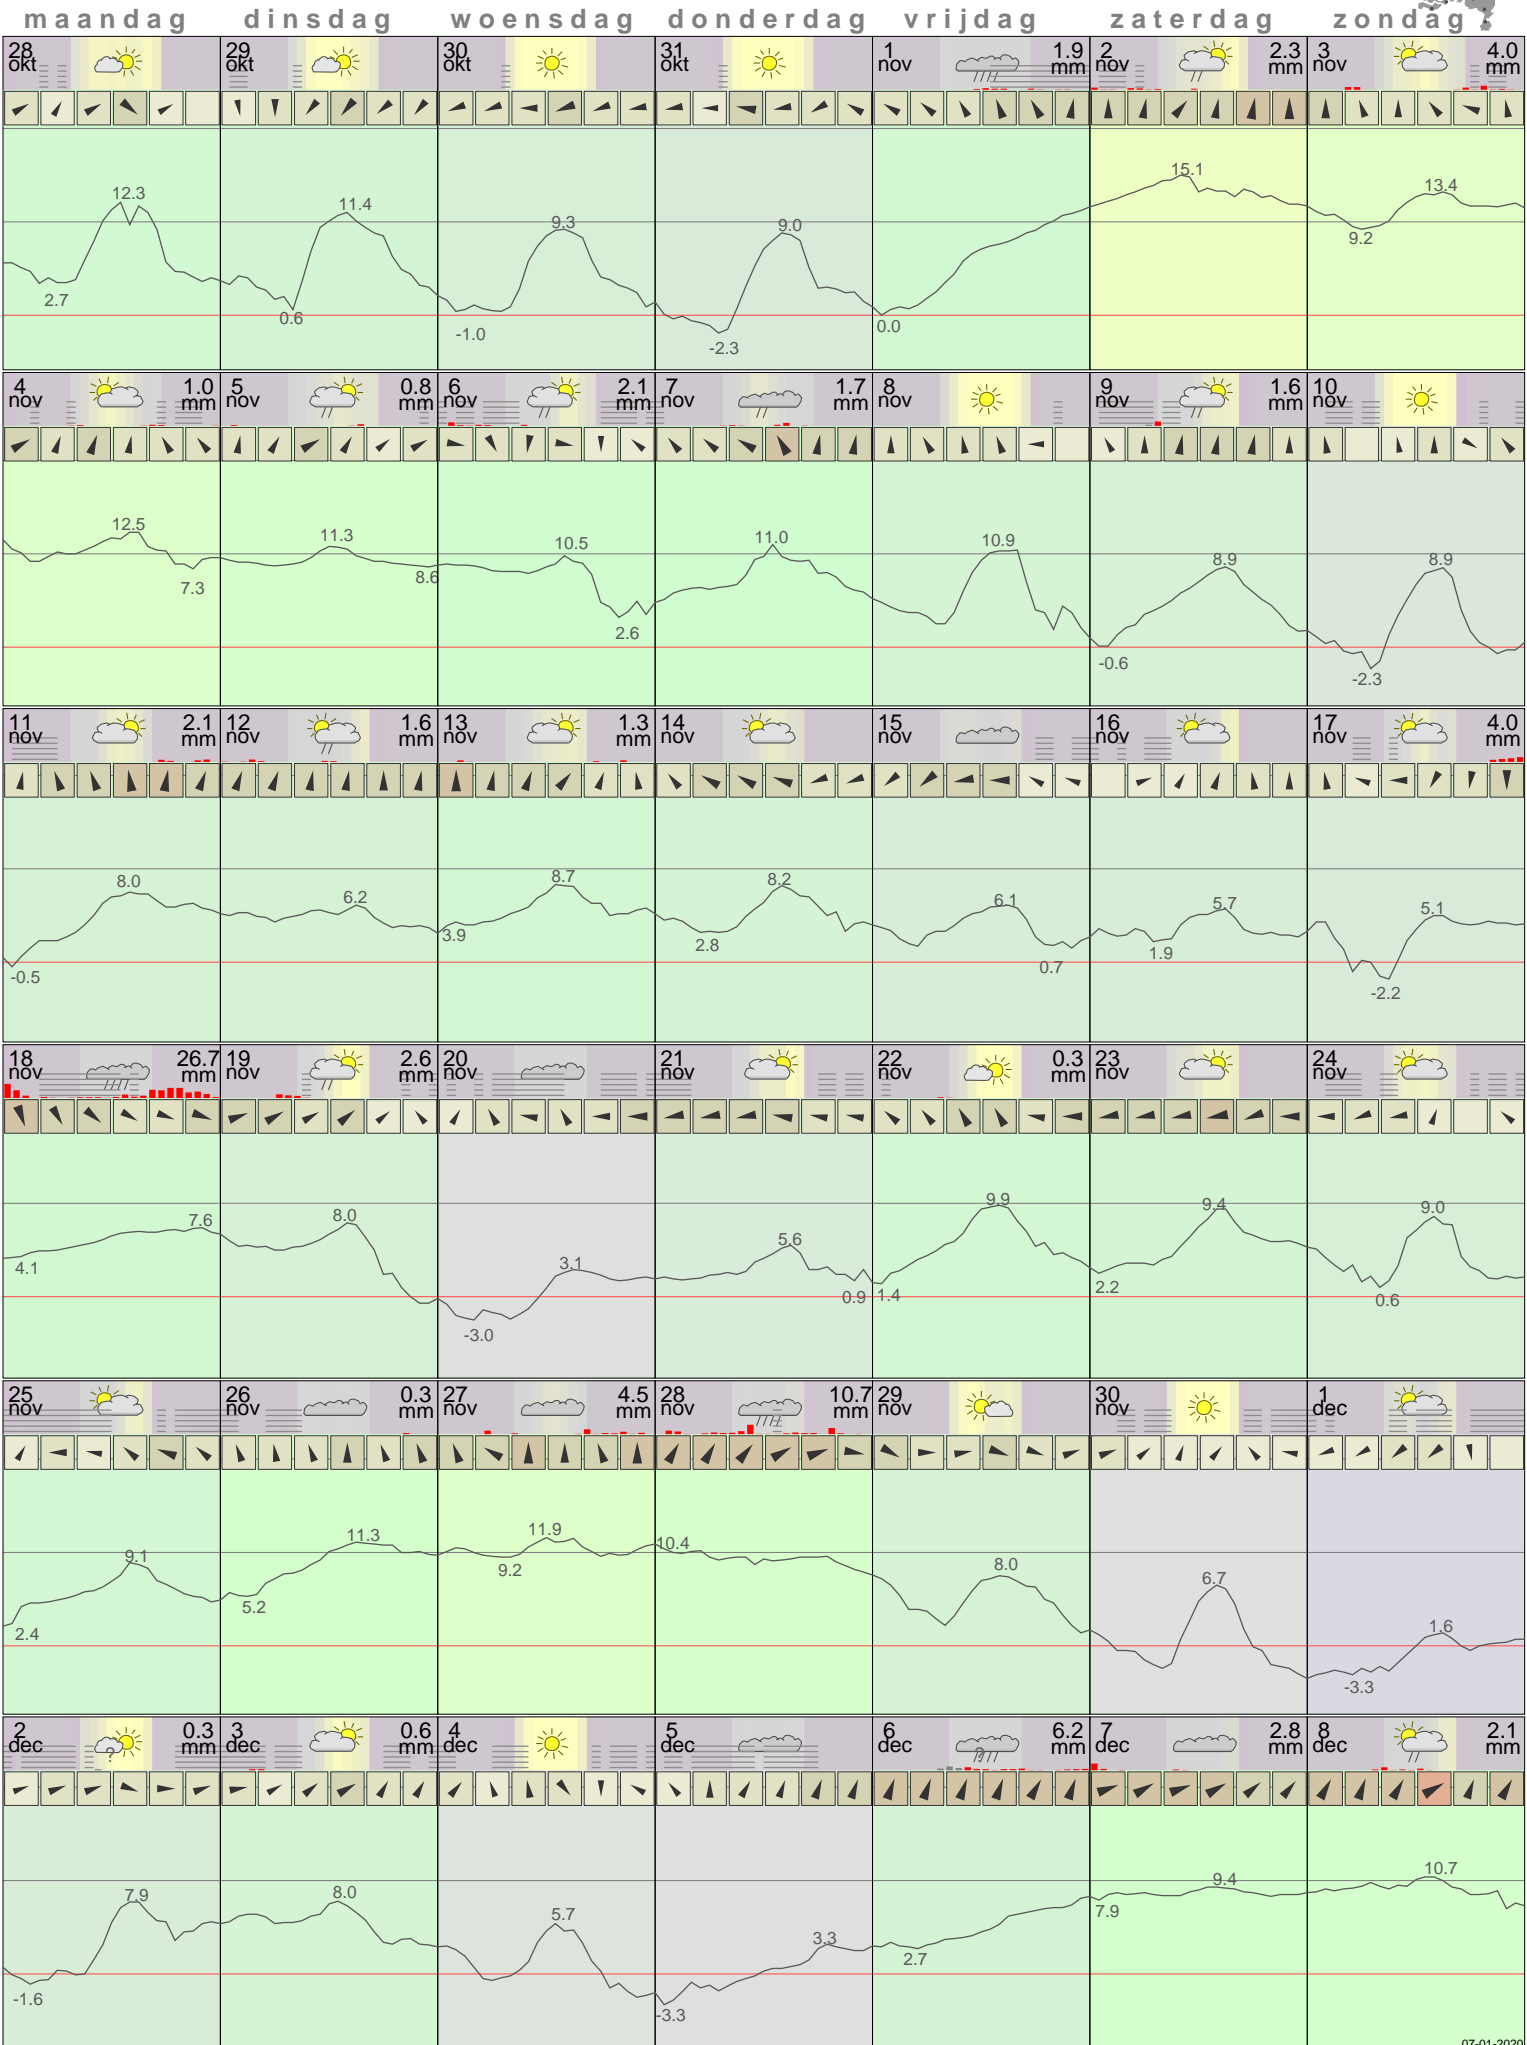 maandag dinsdag woensdag donderdag vrijdag zaterdag zondag
28 okt 29 okt 30 okt 31 okt 1 nov 1.9 mm 2 nov 2.3 mm 3 nov 4.0 mm
12.3 11.4 9.3 9.0 15.1 13.4
2.7 0.6 -1.0 -2.3 0.0 9.2
4 nov 1.0 mm 5 nov 0.8 mm 6 nov 2.1 mm 7 nov 1.7 mm 8 nov 9 nov 1.6 mm 10 nov
12.5 11.3 10.5 11.0 10.9 8.9 8.9
7.3 8.6 2.6 -0.6 -2.3
11 nov 2.1 mm 12 nov 1.6 mm 13 nov 1.3 mm 14 nov 15 nov 16 nov 17 nov 4.0 mm
8.0 6.2 8.7 8.2 6.1 5.7 5.1
-0.5 3.9 2.8 0.7 1.9 -2.2
18 nov 26.7 mm 19 nov 2.6 mm 20 nov 21 nov 22 nov 0.3 mm 23 nov 24 nov
7.6 8.0 3.1 5.6 9.9 9.4 9.0
4.1 -3.0 0.9 1.4 2.2 0.6
25 nov 26 nov 0.3 mm 27 nov 4.5 mm 28 nov 10.7 mm 29 nov 30 nov 1 dec
9.1 11.3 11.9 10.4 8.0 6.7 1.6
2.4 5.2 9.2 -3.3
2 dec ? 0.3 mm 3 dec 0.6 mm 4 dec 5 dec 6 dec ? 6.2 mm 7 dec 2.8 mm 8 dec 2.1 mm
7.9 8.0 5.7 3.3 9.4 10.7
-1.6 -3.3 2.7 7.9
07-01-2020